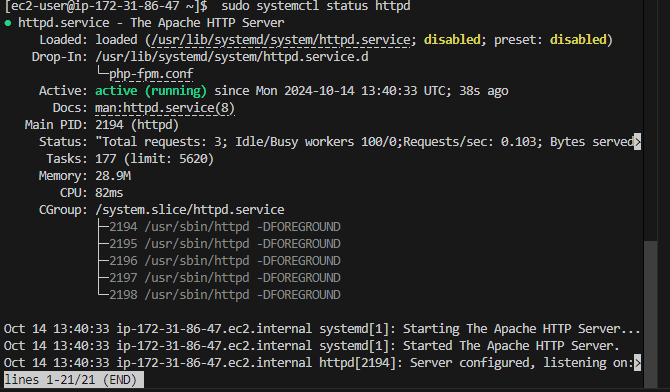 [ec2-user@ip-172-31-86-47 ~]$  sudo systemctl status httpd
● httpd.service - The Apache HTTP Server
     Loaded: loaded (/usr/lib/systemd/system/httpd.service; disabled; preset: disabled)
    Drop-In: /usr/lib/systemd/system/httpd.service.d
             └─php-fpm.conf
     Active: active (running) since Mon 2024-10-14 13:40:33 UTC; 38s ago
       Docs: man:httpd.service(8)
   Main PID: 2194 (httpd)
     Status: "Total requests: 3; Idle/Busy workers 100/0;Requests/sec: 0.103; Bytes served>
      Tasks: 177 (limit: 5620)
     Memory: 28.9M
        CPU: 82ms
     CGroup: /system.slice/httpd.service
             ├─2194 /usr/sbin/httpd -DFOREGROUND
             ├─2195 /usr/sbin/httpd -DFOREGROUND
             ├─2196 /usr/sbin/httpd -DFOREGROUND
             ├─2197 /usr/sbin/httpd -DFOREGROUND
             └─2198 /usr/sbin/httpd -DFOREGROUND
Oct 14 13:40:33 ip-172-31-86-47.ec2.internal systemd[1]: Starting The Apache HTTP Server...
Oct 14 13:40:33 ip-172-31-86-47.ec2.internal systemd[1]: Started The Apache HTTP Server.
Oct 14 13:40:33 ip-172-31-86-47.ec2.internal httpd[2194]: Server configured, listening on:>
lines 1-21/21 (END)